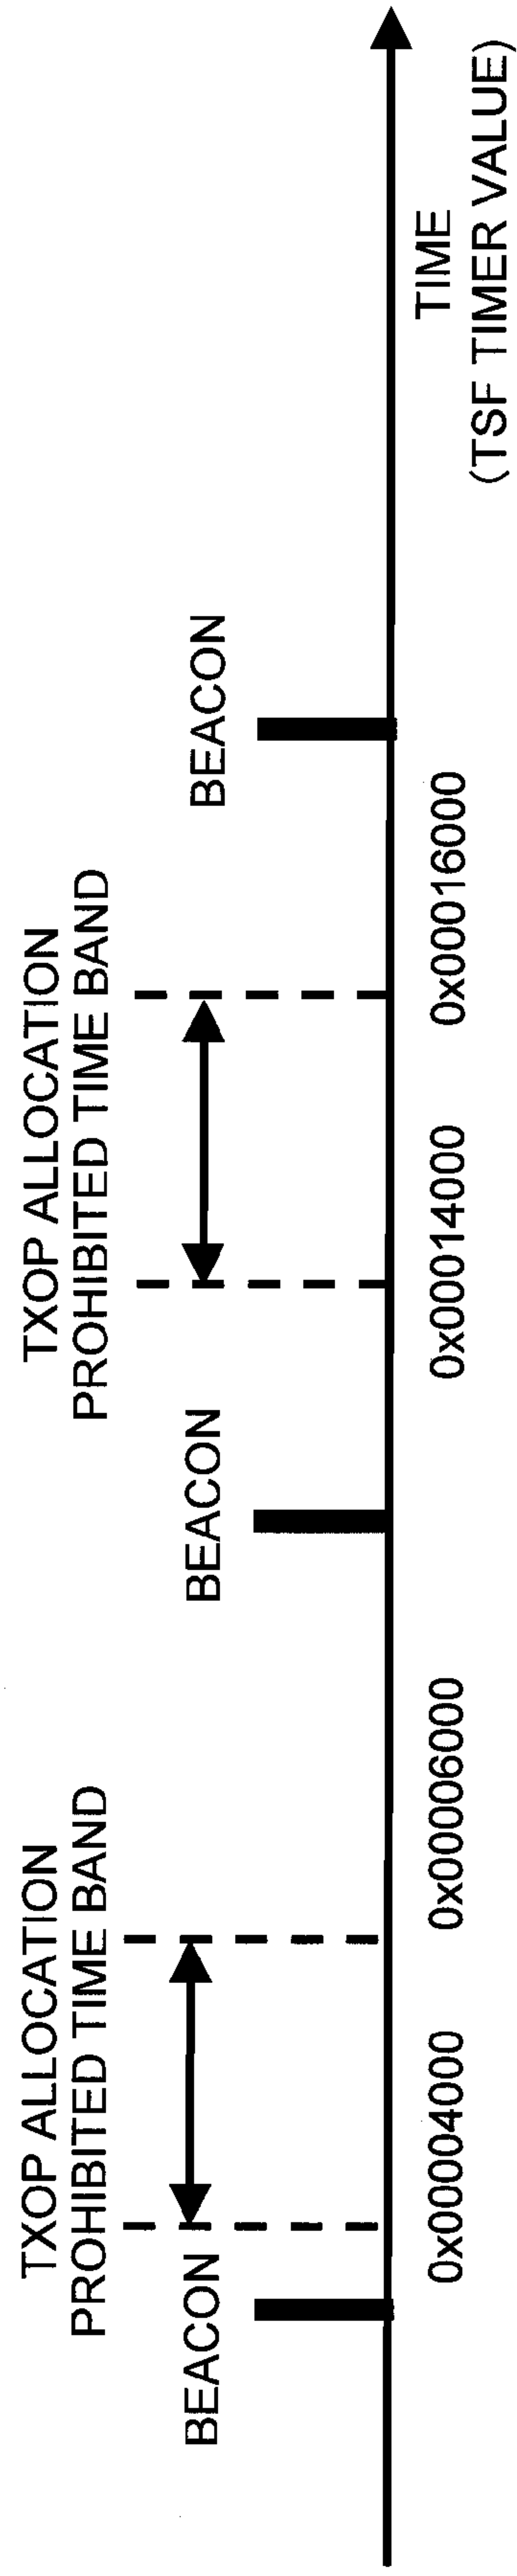 TXOP ALLOCATION
PROHIBITED TIME BAND
TXOP ALLOCATION
PROHIBITED TIME BAND
BEACON
BEACON
BEACON
0x00004000
0x00006000
0x00014000
0x00016000
TIME
(TSF TIMER VALUE)